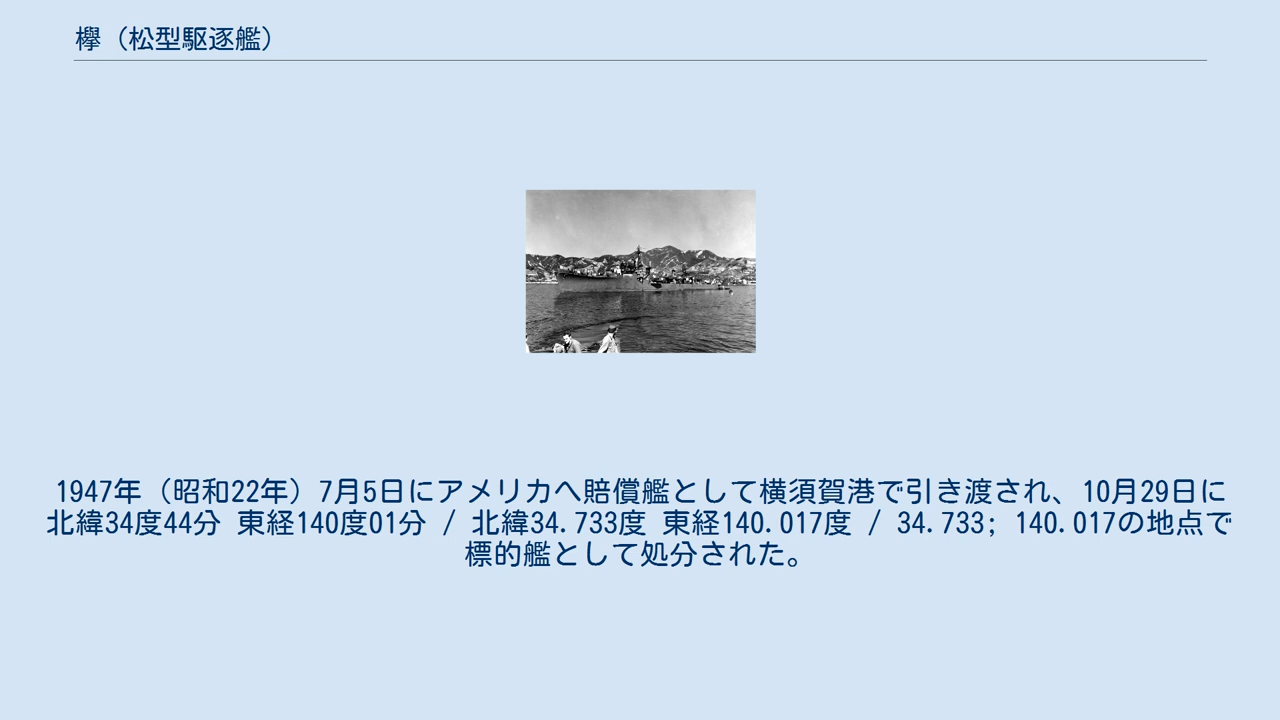 欅（松型駆逐艦）
1947年（昭和22年）7月5日にアメリカへ賠償艦として横須賀港で引き渡され、10月29日に
北緯34度44分 東経140度01分 / 北緯34.733度 東経140.017度 / 34.733; 140.017の地点で
標的艦として処分された。